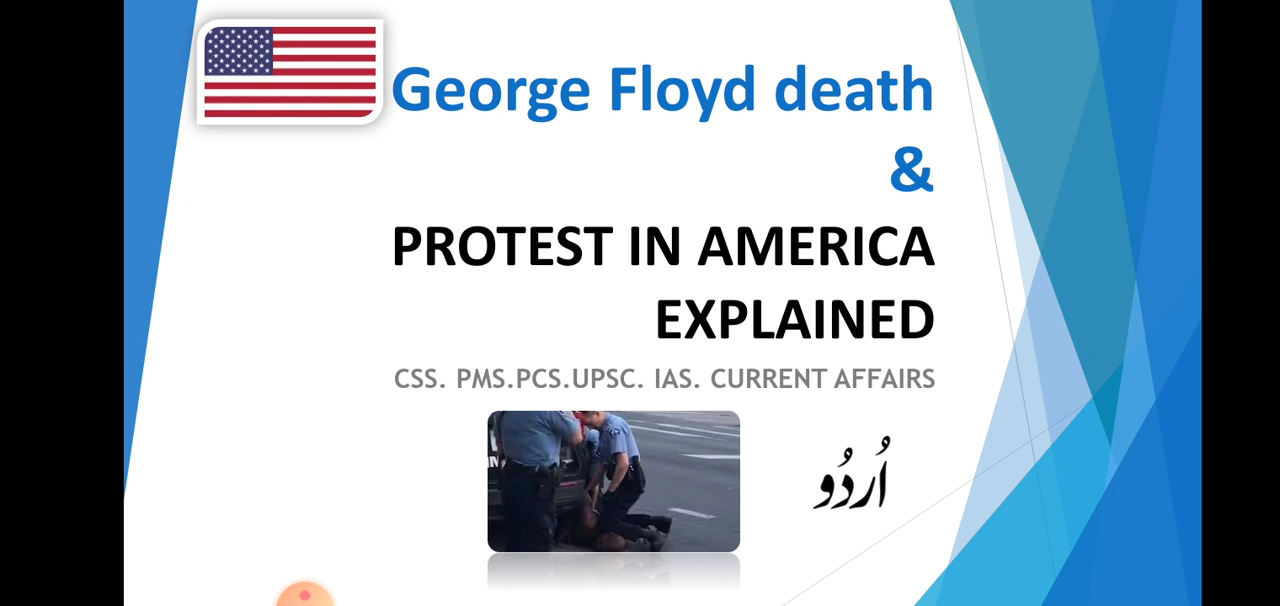 George Floyd death
&
PROTEST IN AMERICA
EXPLAINED
CSS. PMS.PCS.UPSC. IAS. CURRENT AFFAIRS
اُردُو